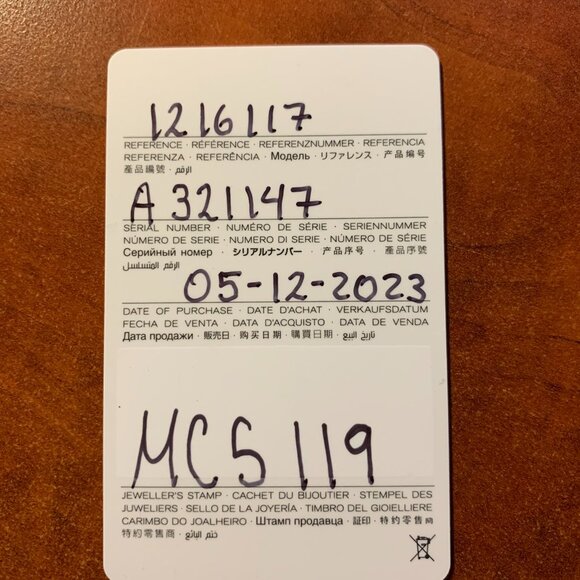 1216117
REFERENCE · RÉFÉRENCE · REFERENZNUMMER · REFERENCIA
REFERENZA · REFERÊNCIA · Модель · リファレンス · 产品编号
產品編號 · الرقم
A 321147
SERIAL NUMBER · NUMÉRO DE SÉRIE · SERIENNUMMER
NÚMERO DE SERIE · NUMERO DI SERIE · NÚMERO DE SÉRIE
Серийный номер · シリアルナンバー · 产品序号 · 產品序號
الرقم المتسلسل
05-12-2023
DATE OF PURCHASE · DATE D'ACHAT · VERKAUFSDATUM
FECHA DE VENTA · DATA D'ACQUISTO · DATA DE VENDA
Дата продажи · 販売日 · 购买日期 · 購買日期 · تاريخ البيع
MCS 119
JEWELLER'S STAMP · CACHET DU BIJOUTIER · STEMPEL DES
JUWELIERS · SELLO DE LA JOYERÍA · TIMBRO DEL GIOIELLIERE
CARIMBO DO JOALHEIRO · Штамп продавца · 証印 · 特约零售商
特約零售商 · ختم البائع